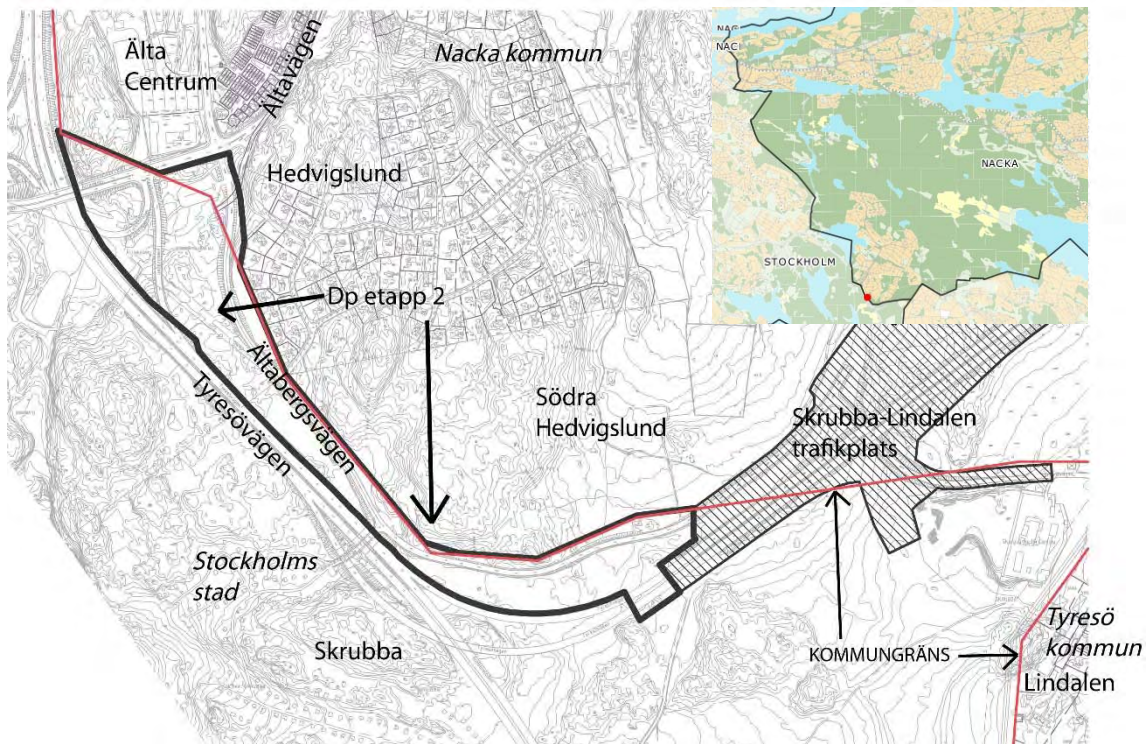 Älta
Centrum
Ältavägen
Nacka kommun
NACKA
STOCKHOLM
Hedvigslund
Dp etapp 2
Ältabergsvägen
Tyresövägen
Södra
Hedvigslund
Skrubba-Lindalen
trafikplats
Stockholms
stad
Skrubba
KOMMUNGRÄNS
Tyresö
kommun
Lindalen